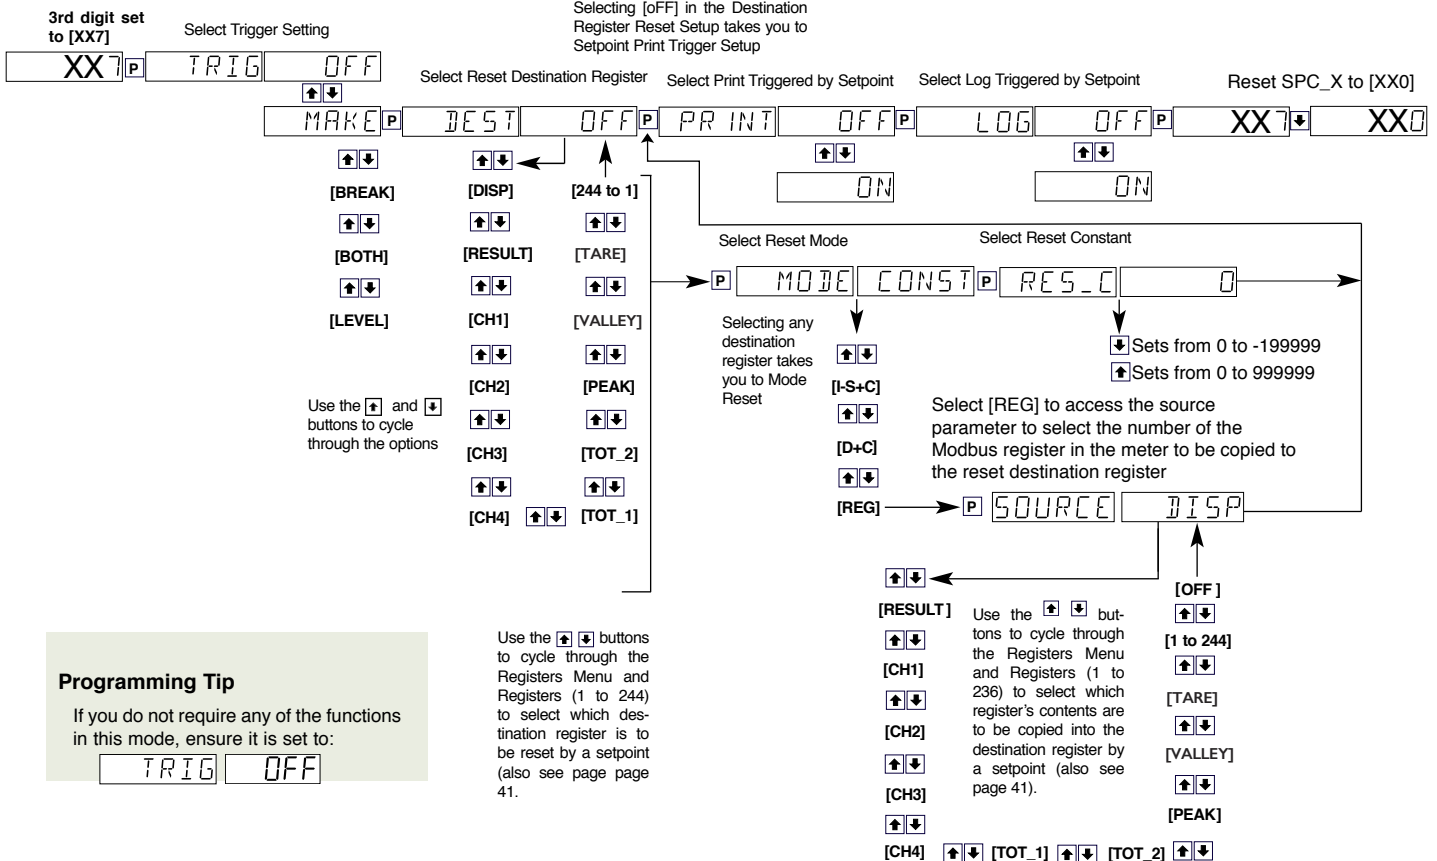 3rd digit set
to [XX7]
Select Trigger Setting
Selecting [oFF] in the Destination
Register Reset Setup takes you to
Setpoint Print Trigger Setup
XX7 P TRIG OFF
Select Reset Destination Register
Select Print Triggered by Setpoint
Select Log Triggered by Setpoint
Reset SPC_X to [XX0]
MAKE P DEST OFF P PRINT OFF P LOG OFF P XX7 XX0
ON
ON
[BREAK]
[BOTH]
[LEVEL]
[DISP]
[RESULT]
[CH1]
[CH2]
[CH3]
[CH4]
[244 to 1]
[TARE]
[VALLEY]
[PEAK]
[TOT_2]
[TOT_1]
Use the and
buttons to cycle
through the options
Select Reset Mode
Select Reset Constant
P MODE CONST P RES_C 0
Selecting any
destination
register takes
you to Mode
Reset
[I-S+C]
[D+C]
[REG]
Sets from 0 to -199999
Sets from 0 to 999999
Select [REG] to access the source
parameter to select the number of the
Modbus register in the meter to be copied to
the reset destination register
P SOURCE DISP
[RESULT]
[CH1]
[CH2]
[CH3]
[CH4] [TOT_1] [TOT_2]
Use the but-
tons to cycle through
the Registers Menu
and Registers (1 to
236) to select which
register's contents are
to be copied into the
destination register by
a setpoint (also see
page 41).
[OFF ]
[1 to 244]
[TARE]
[VALLEY]
[PEAK]
Use the buttons
to cycle through the
Registers Menu and
Registers (1 to 244)
to select which des-
tination register is to
be reset by a setpoint
(also see page page
41.
Programming Tip
If you do not require any of the functions
in this mode, ensure it is set to:
TRIG OFF